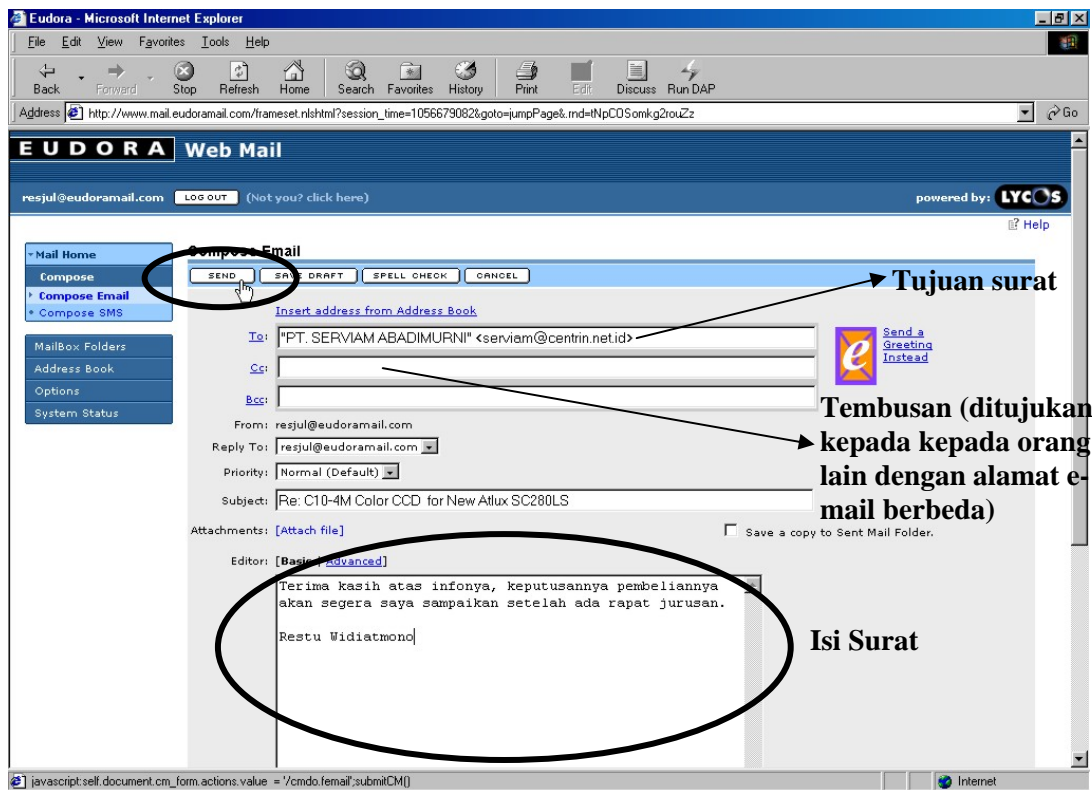 Eudora - Microsoft Internet Explorer
File Edit View Favorites Tools Help
Back Forward Stop Refresh Home Search Favorites History Print Edit Discuss Run DAP
Address http://www.mail.eudoramail.com/frameset.nlshtml?session_time=1056679082&goto=jumpPage&.rnd=tNpCOSomkg2rouZz Go
EUDORA Web Mail
resjul@eudoramail.com LOG OUT (Not you? click here) powered by: LYCOS
Help
Mail Home
Compose
Compose Email
Compose SMS
MailBox Folders
Address Book
Options
System Status
Compose Email
SEND SAVE DRAFT SPELL CHECK CANCEL
Tujuan surat
Insert address from Address Book
To: "PT. SERVIAM ABADIMURNI" <serviam@centrin.net.id>
Send a
Greeting
Instead
Cc:
Bcc:
Tembusan (ditujukan
kepada kepada orang
lain dengan alamat e-
mail berbeda)
From: resjul@eudoramail.com
Reply To: resjul@eudoramail.com
Priority: Normal (Default)
Subject: Re: C10-4M Color CCD for New Atlux SC280LS
Attachments: [Attach file] Save a copy to Sent Mail Folder.
Editor: [Basic | Advanced]
Terima kasih atas infonya, keputusannya pembeliannya
akan segera saya sampaikan setelah ada rapat jurusan.
Restu Widiatmono
Isi Surat
javascript:self.document.cm_form.actions.value = '/cmdo.femail';submitCM() Internet